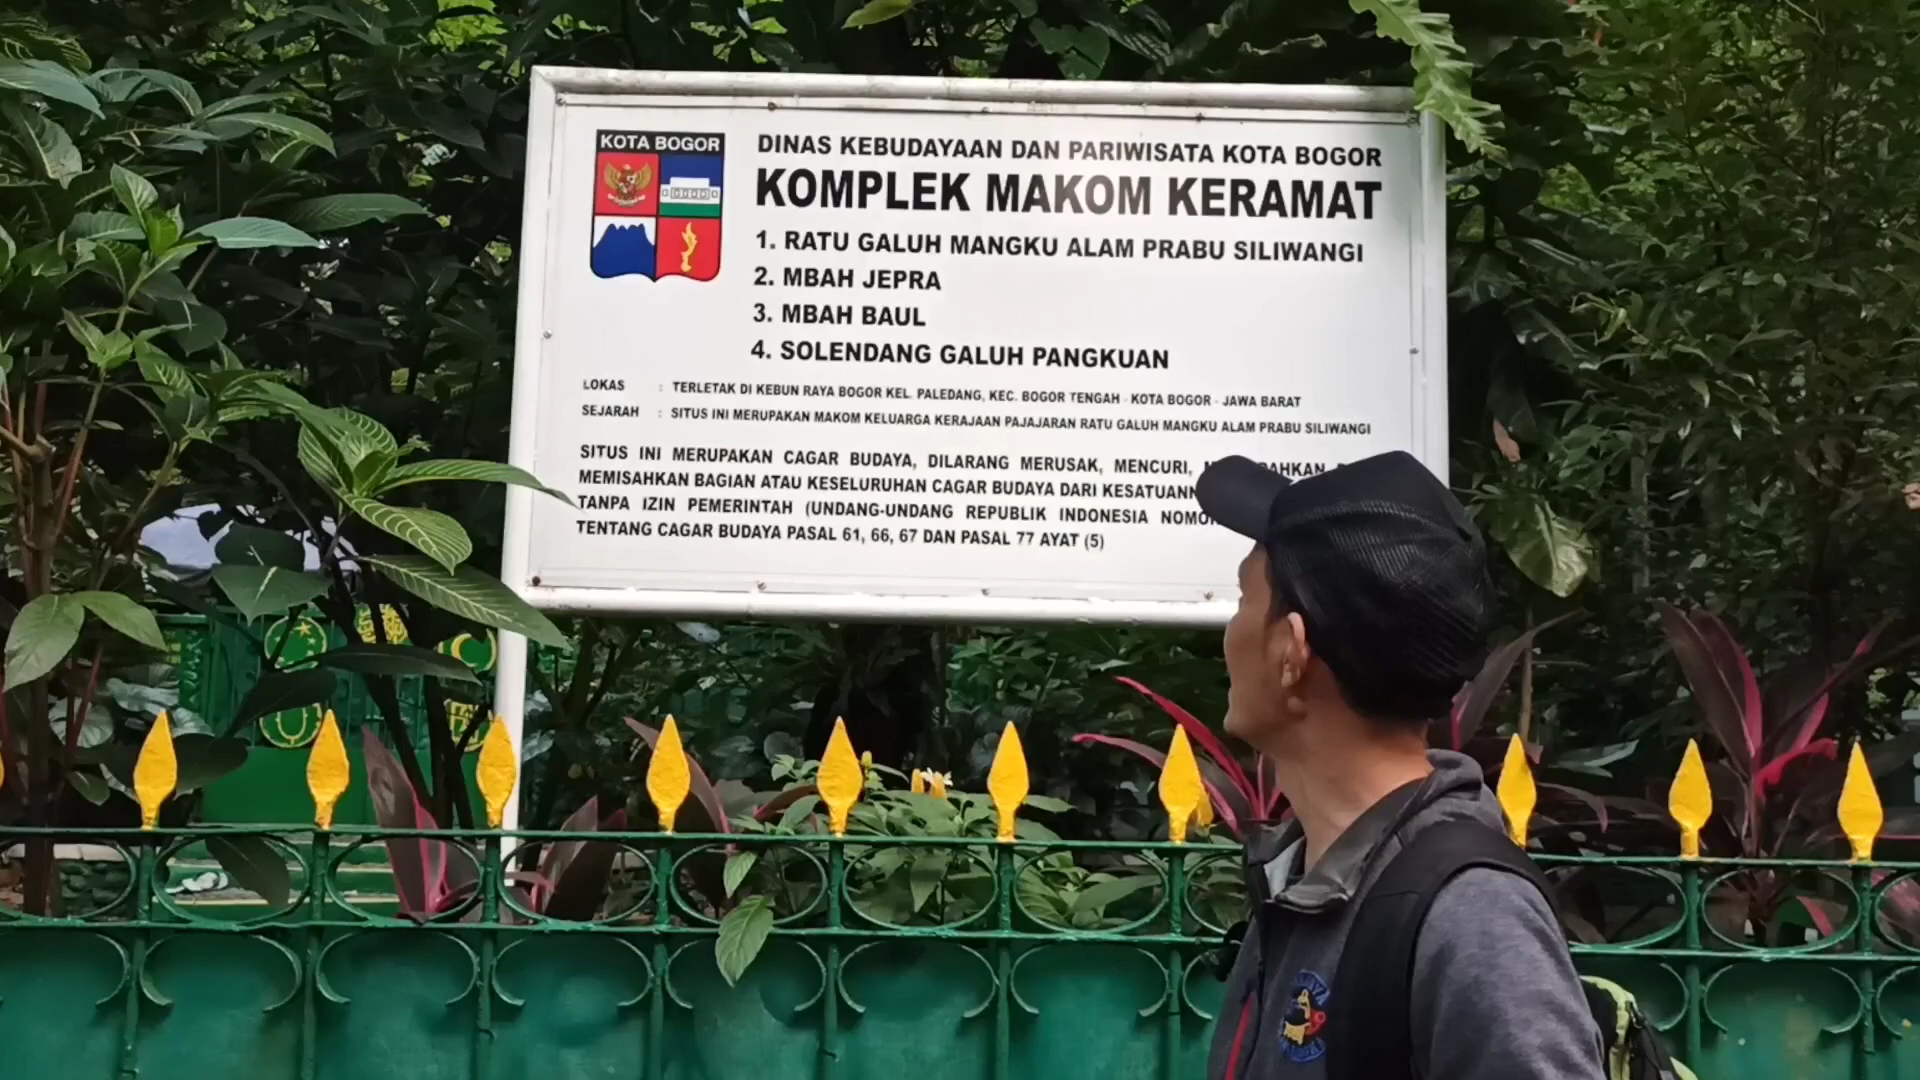 KOTA BOGOR
DINAS KEBUDAYAAN DAN PARIWISATA KOTA BOGOR
KOMPLEK MAKOM KERAMAT
1. RATU GALUH MANGKU ALAM PRABU SILIWANGI
2. MBAH JEPRA
3. MBAH BAUL
4. SOLENDANG GALUH PANGKUAN
LOKAS : TERLETAK DI KEBUN RAYA BOGOR KEL. PALEDANG, KEC. BOGOR TENGAH - KOTA BOGOR - JAWA BARAT
SEJARAH : SITUS INI MERUPAKAN MAKOM KELUARGA KERAJAAN PAJAJARAN RATU GALUH MANGKU ALAM PRABU SILIWANGI
SITUS INI MERUPAKAN CAGAR BUDAYA, DILARANG MERUSAK, MENCURI,
MEMISAHKAN BAGIAN ATAU KESELURUHAN CAGAR BUDAYA DARI
TANPA IZIN PEMERINTAH (UNDANG-UNDANG REPUBLIK INDONESIA
TENTANG CAGAR BUDAYA PASAL 61, 66, 67 DAN PASAL 77 AYAT (5)